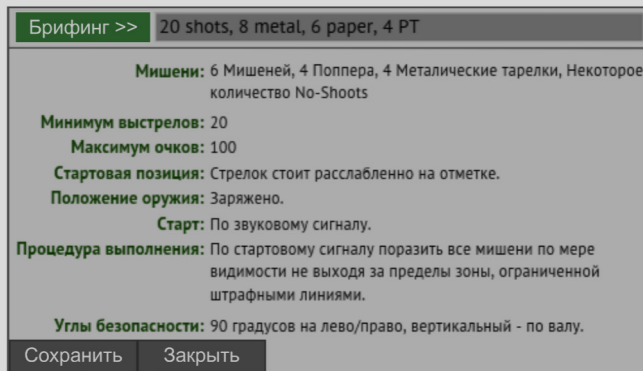 Брифинг >> 20 shots, 8 metal, 6 paper, 4 PT
Мишени: 6 Мишеней, 4 Поппера, 4 Металические тарелки, Некоторое
количество No-Shoots
Минимум выстрелов: 20
Максимум очков: 100
Стартовая позиция: Стрелок стоит расслабленно на отметке.
Положение оружия: Заряжено.
Старт: По звуковому сигналу.
Процедура выполнения: По стартовому сигналу поразить все мишени по мере
видимости не выходя за пределы зоны, ограниченной
штрафными линиями.
Углы безопасности: 90 градусов на лево/право, вертикальный - по валу.
Сохранить Закрыть